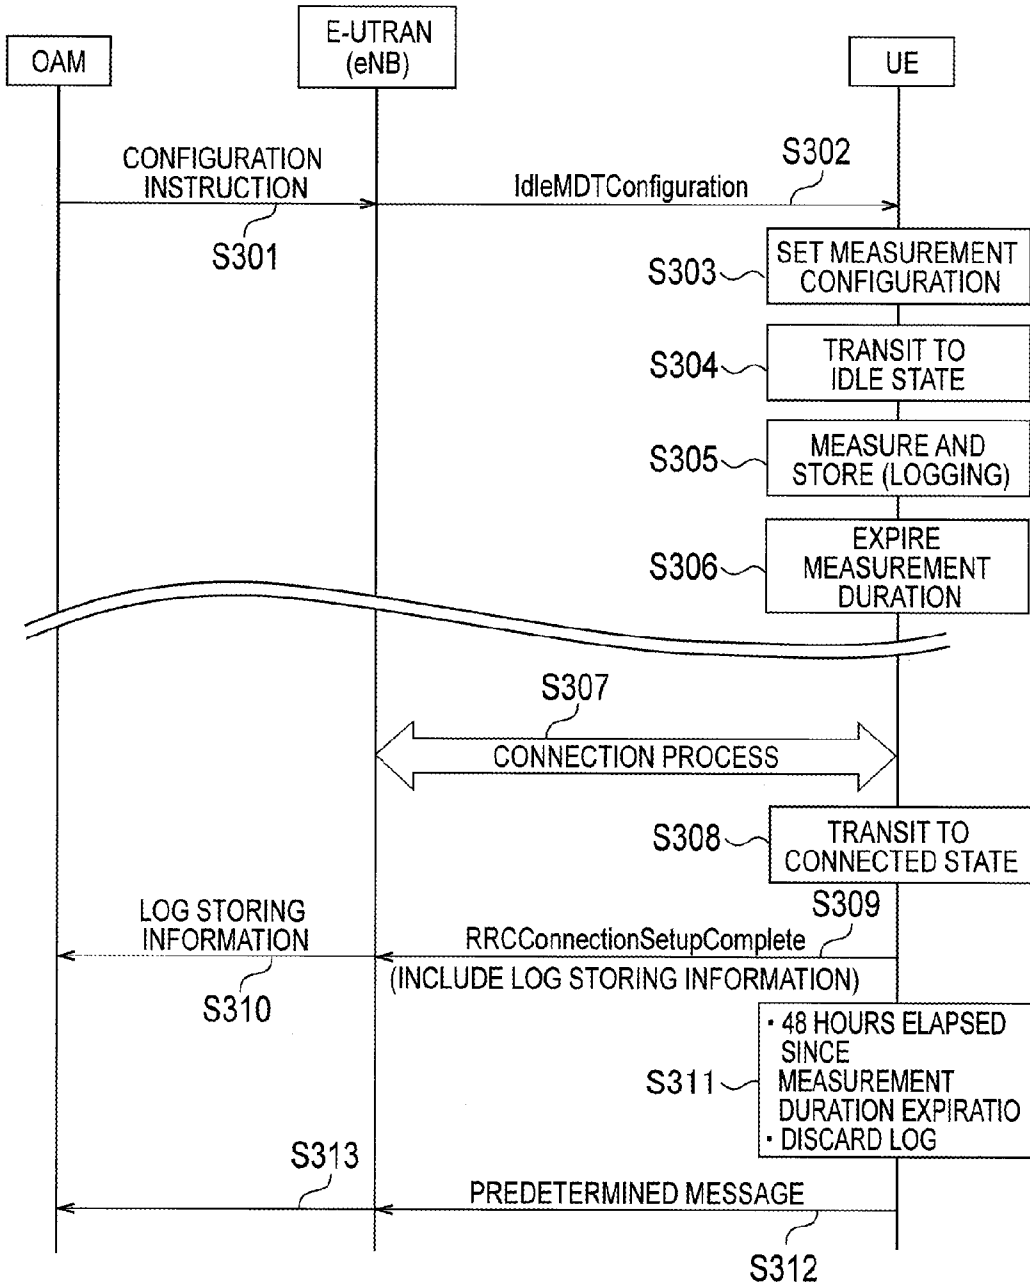 OAM
E-UTRAN
(eNB)
UE
CONFIGURATION
INSTRUCTION
S301
IdleMDTConfiguration
S302
S303
SET MEASUREMENT
CONFIGURATION
S304
TRANSIT TO
IDLE STATE
S305
MEASURE AND
STORE (LOGGING)
S306
EXPIRE
MEASUREMENT
DURATION
S307
CONNECTION PROCESS
S308
TRANSIT TO
CONNECTED STATE
S309
RRCConnectionSetupComplete
(INCLUDE LOG STORING INFORMATION)
LOG STORING
INFORMATION
S310
S311
· 48 HOURS ELAPSED
SINCE
MEASUREMENT
DURATION EXPIRATIO
· DISCARD LOG
S313
PREDETERMINED MESSAGE
S312